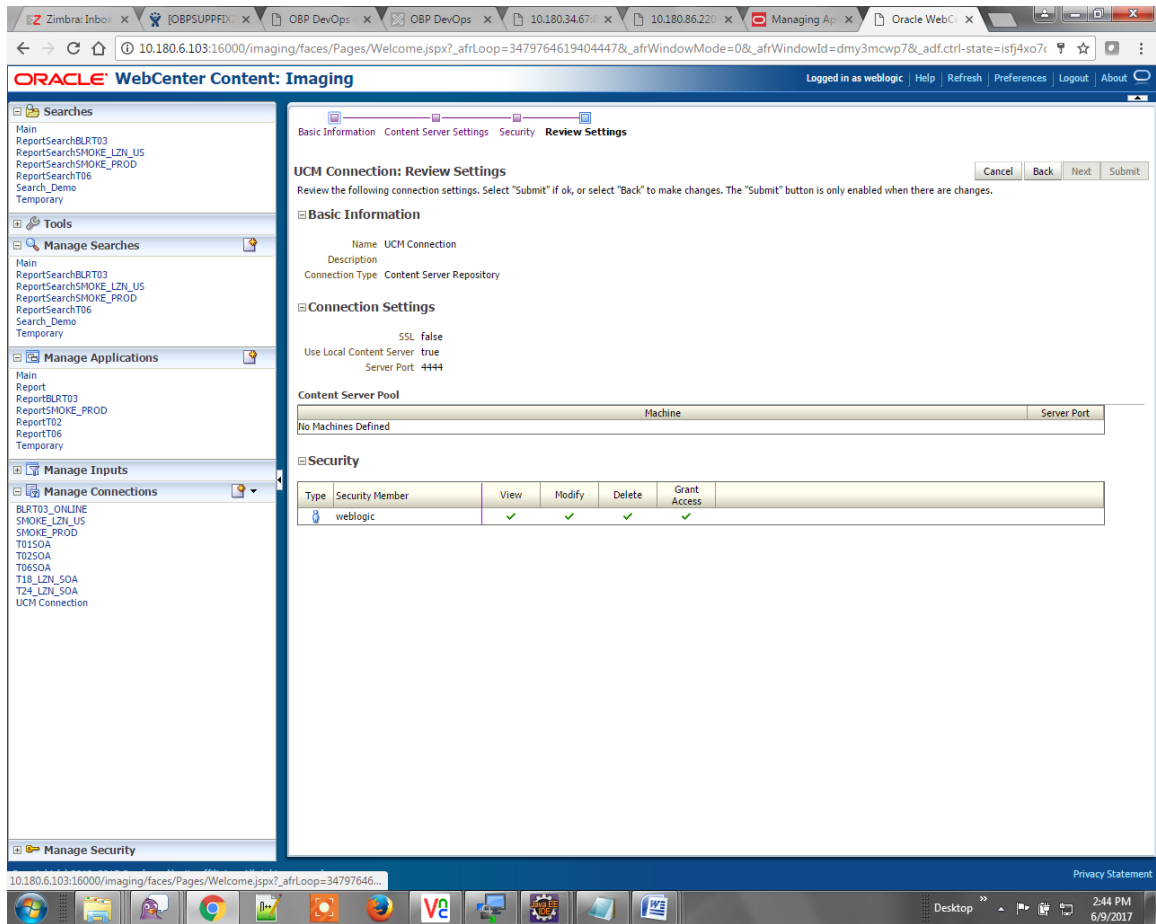 Zimbra: Inbo
[OBPSUPPFIX
OBP DevOps
OBP DevOps
10.180.34.67:
10.180.86.220
Managing Ap
Oracle WebC
10.180.6.103:16000/imaging/faces/Pages/Welcome.jspx?_afrLoop=3479764619404447&_afrWindowMode=0&_afrWindowId=dmy3mcwp7&_adf.ctrl-state=isfj4xo7
ORACLE WebCenter Content: Imaging
Logged in as weblogic | Help | Refresh | Preferences | Logout | About
Searches
Main
ReportSearchBLRT03
ReportSearchSMOKE_LZN_US
ReportSearchSMOKE_PROD
ReportSearchT06
Search_Demo
Temporary
Tools
Manage Searches
Main
ReportSearchBLRT03
ReportSearchSMOKE_LZN_US
ReportSearchSMOKE_PROD
ReportSearchT06
Search_Demo
Temporary
Manage Applications
Main
Report
ReportBLRT03
ReportSMOKE_PROD
ReportT02
ReportT06
Temporary
Manage Inputs
Manage Connections
BLRT03_ONLINE
SMOKE_LZN_US
SMOKE_PROD
T01SOA
T02SOA
T06SOA
T18_LZN_SOA
T24_LZN_SOA
UCM Connection
Manage Security
Basic Information Content Server Settings Security Review Settings
UCM Connection: Review Settings
Cancel Back Next Submit
Review the following connection settings. Select "Submit" if ok, or select "Back" to make changes. The "Submit" button is only enabled when there are changes.
Basic Information
Name UCM Connection
Description
Connection Type Content Server Repository
Connection Settings
SSL false
Use Local Content Server true
Server Port 4444
Content Server Pool
Machine Server Port
No Machines Defined
Security
Type Security Member View Modify Delete Grant Access
weblogic
10.180.6.103:16000/imaging/faces/Pages/Welcome.jspx?_afrLoop=34797646...
Privacy Statement
Desktop
2:44 PM
6/9/2017